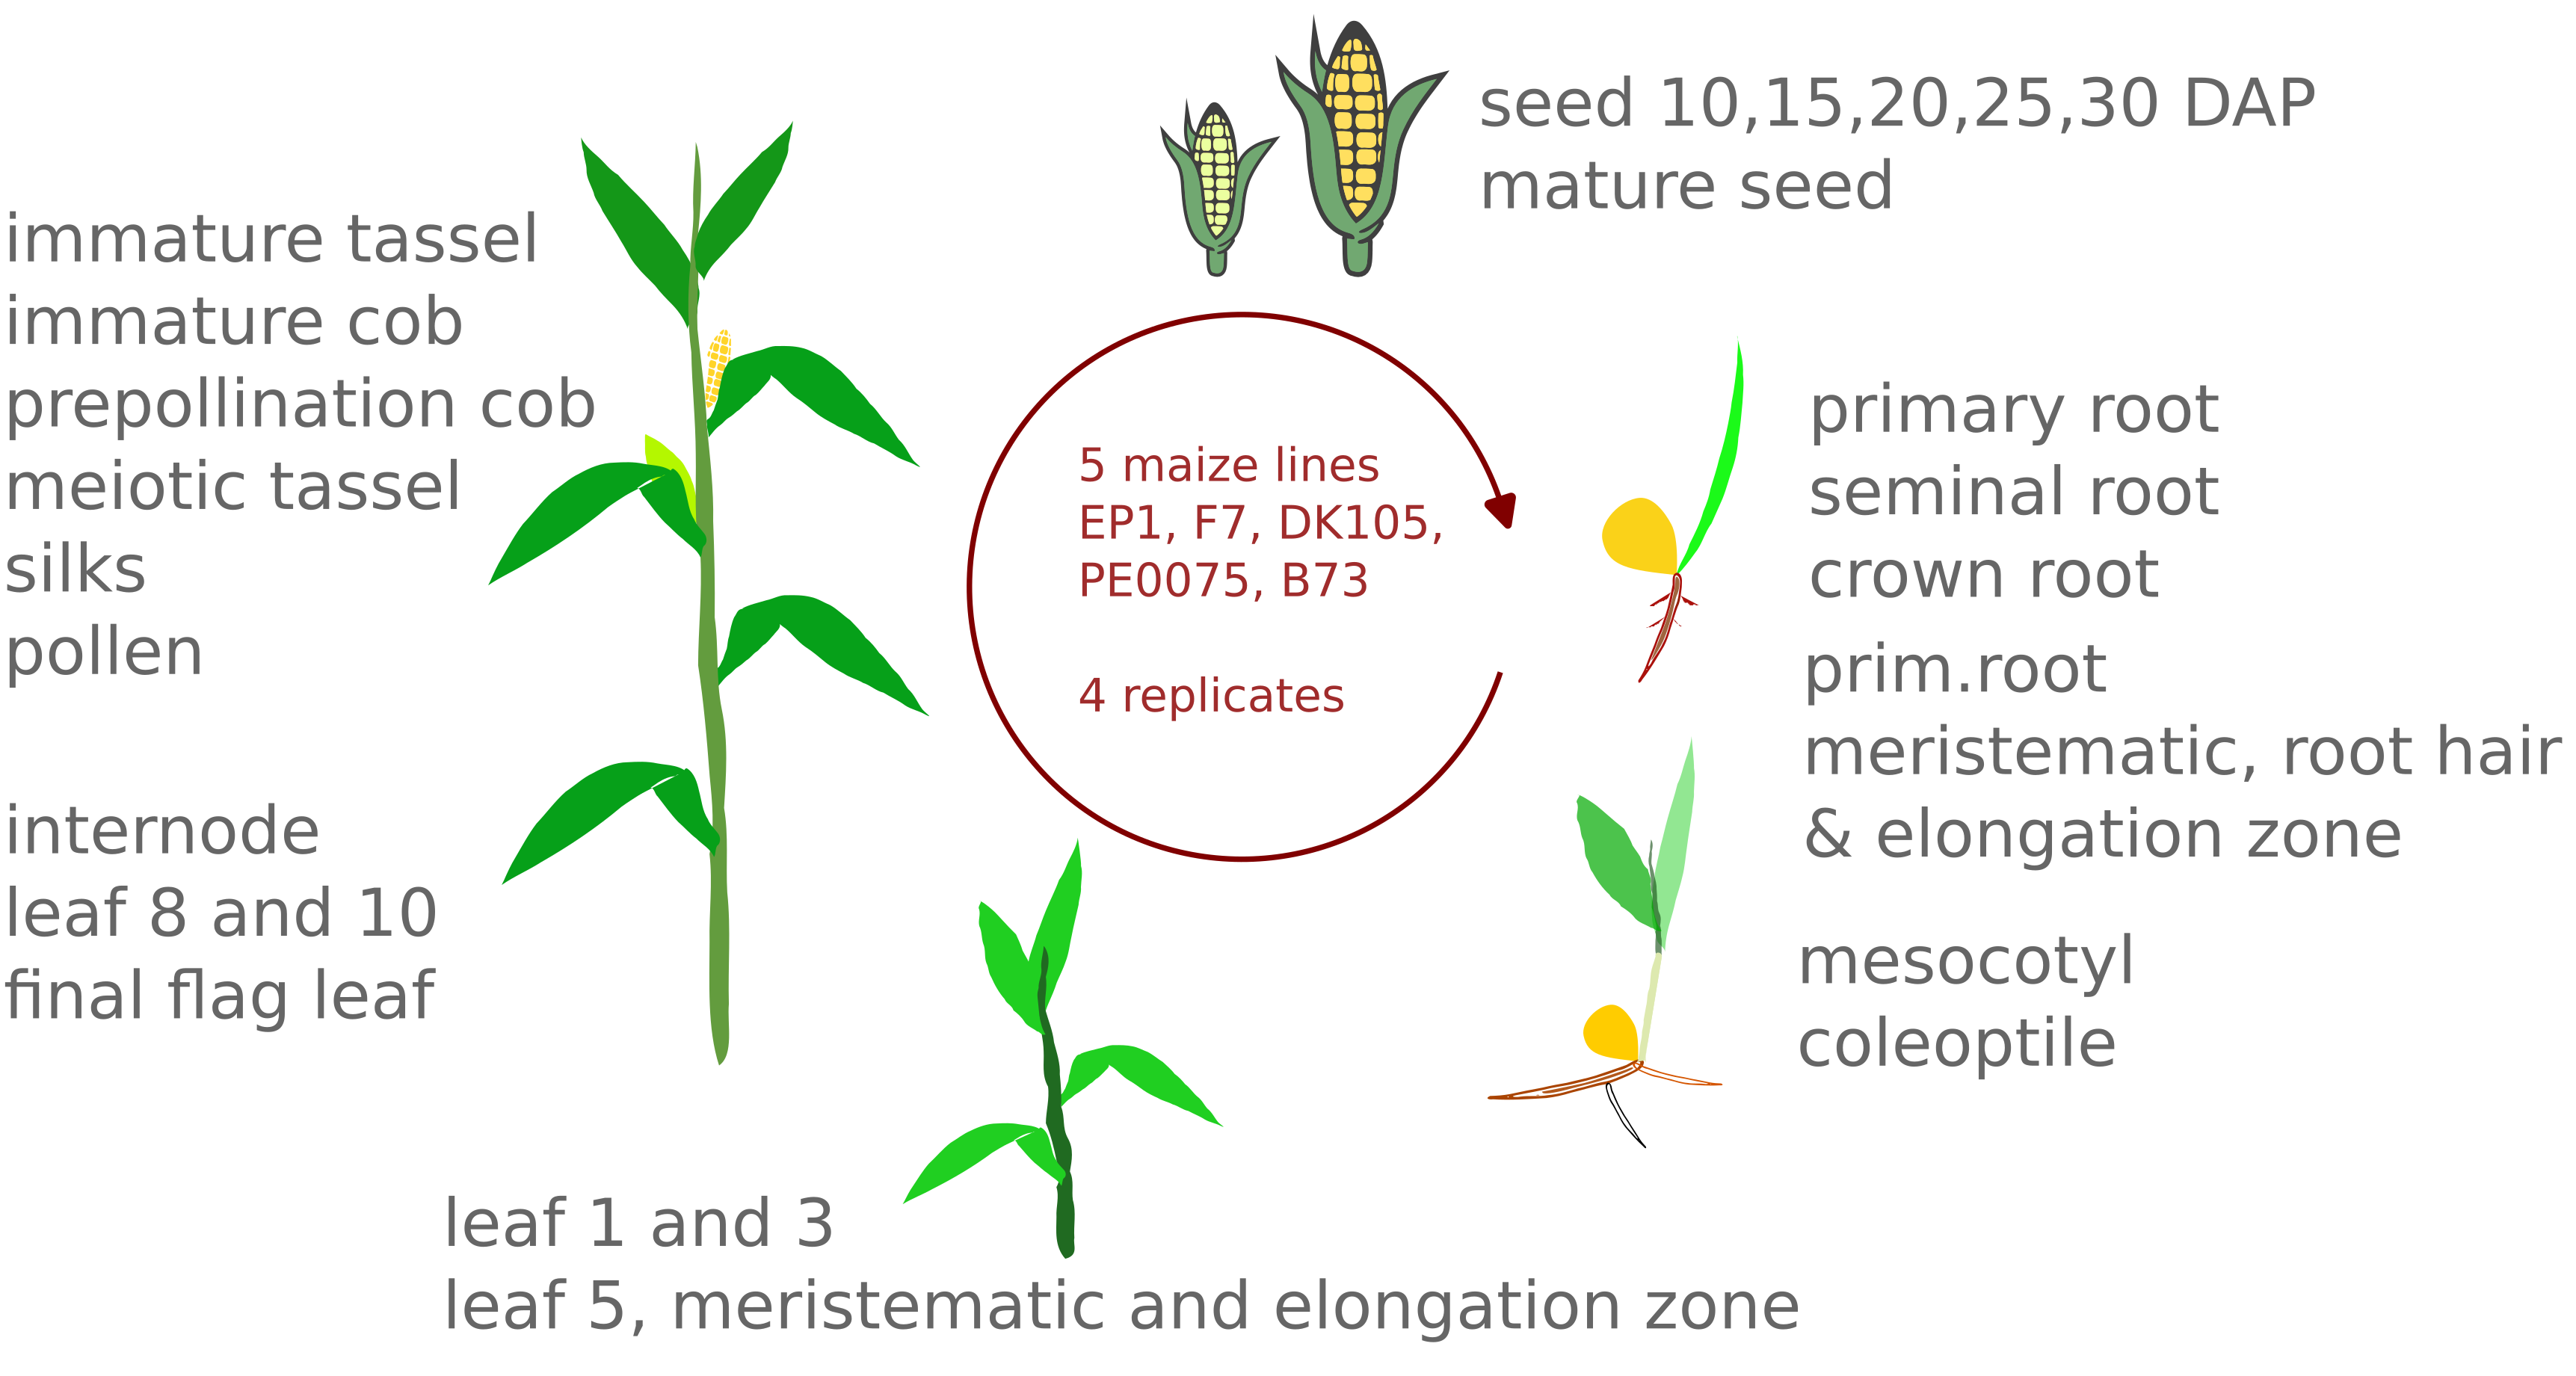 seed 10,15,20,25,30 DAP
mature seed
immature tassel
immature cob
prepollination cob
meiotic tassel
silks
pollen
internode
leaf 8 and 10
final flag leaf
5 maize lines
EP1, F7, DK105,
PE0075, B73
4 replicates
primary root
seminal root
crown root
prim.root
meristematic, root hair
& elongation zone
mesocotyl
coleoptile
leaf 1 and 3
leaf 5, meristematic and elongation zone